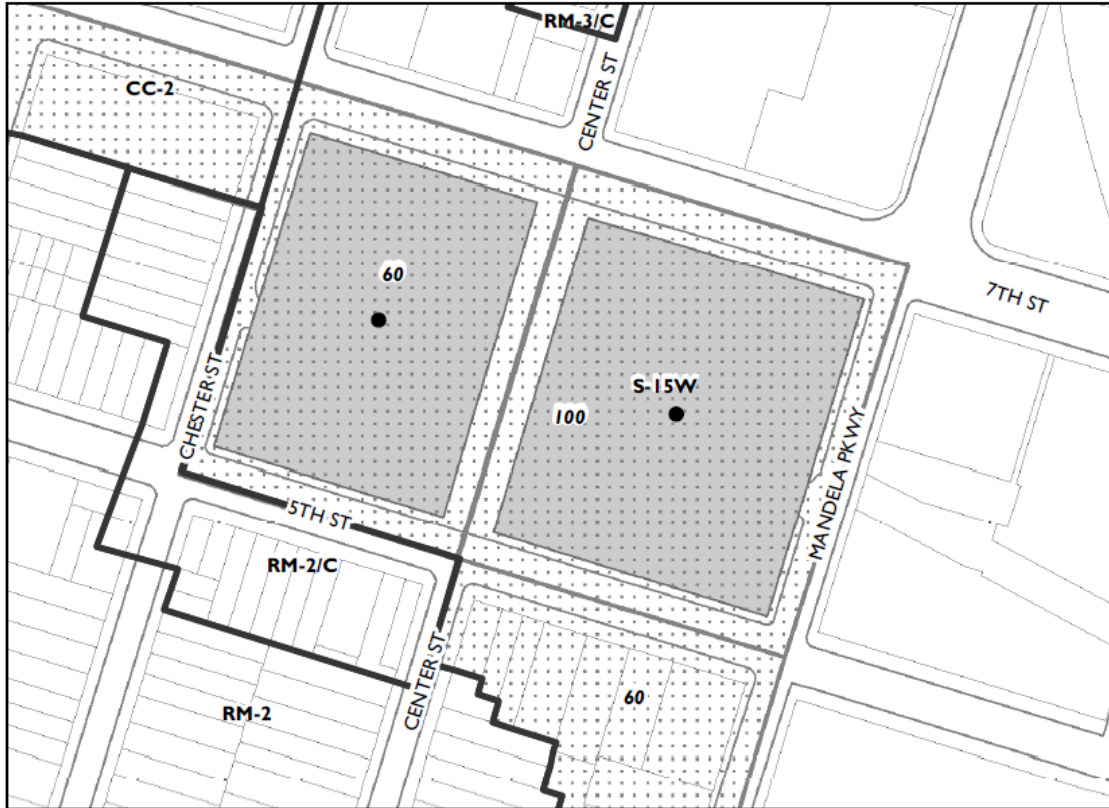 RM-3/C
CC-2
CENTER ST
60
7TH ST
S-15W
100
CHESTER ST
MANDELA PKWY
5TH ST
RM-2/C
CENTER ST
60
RM-2